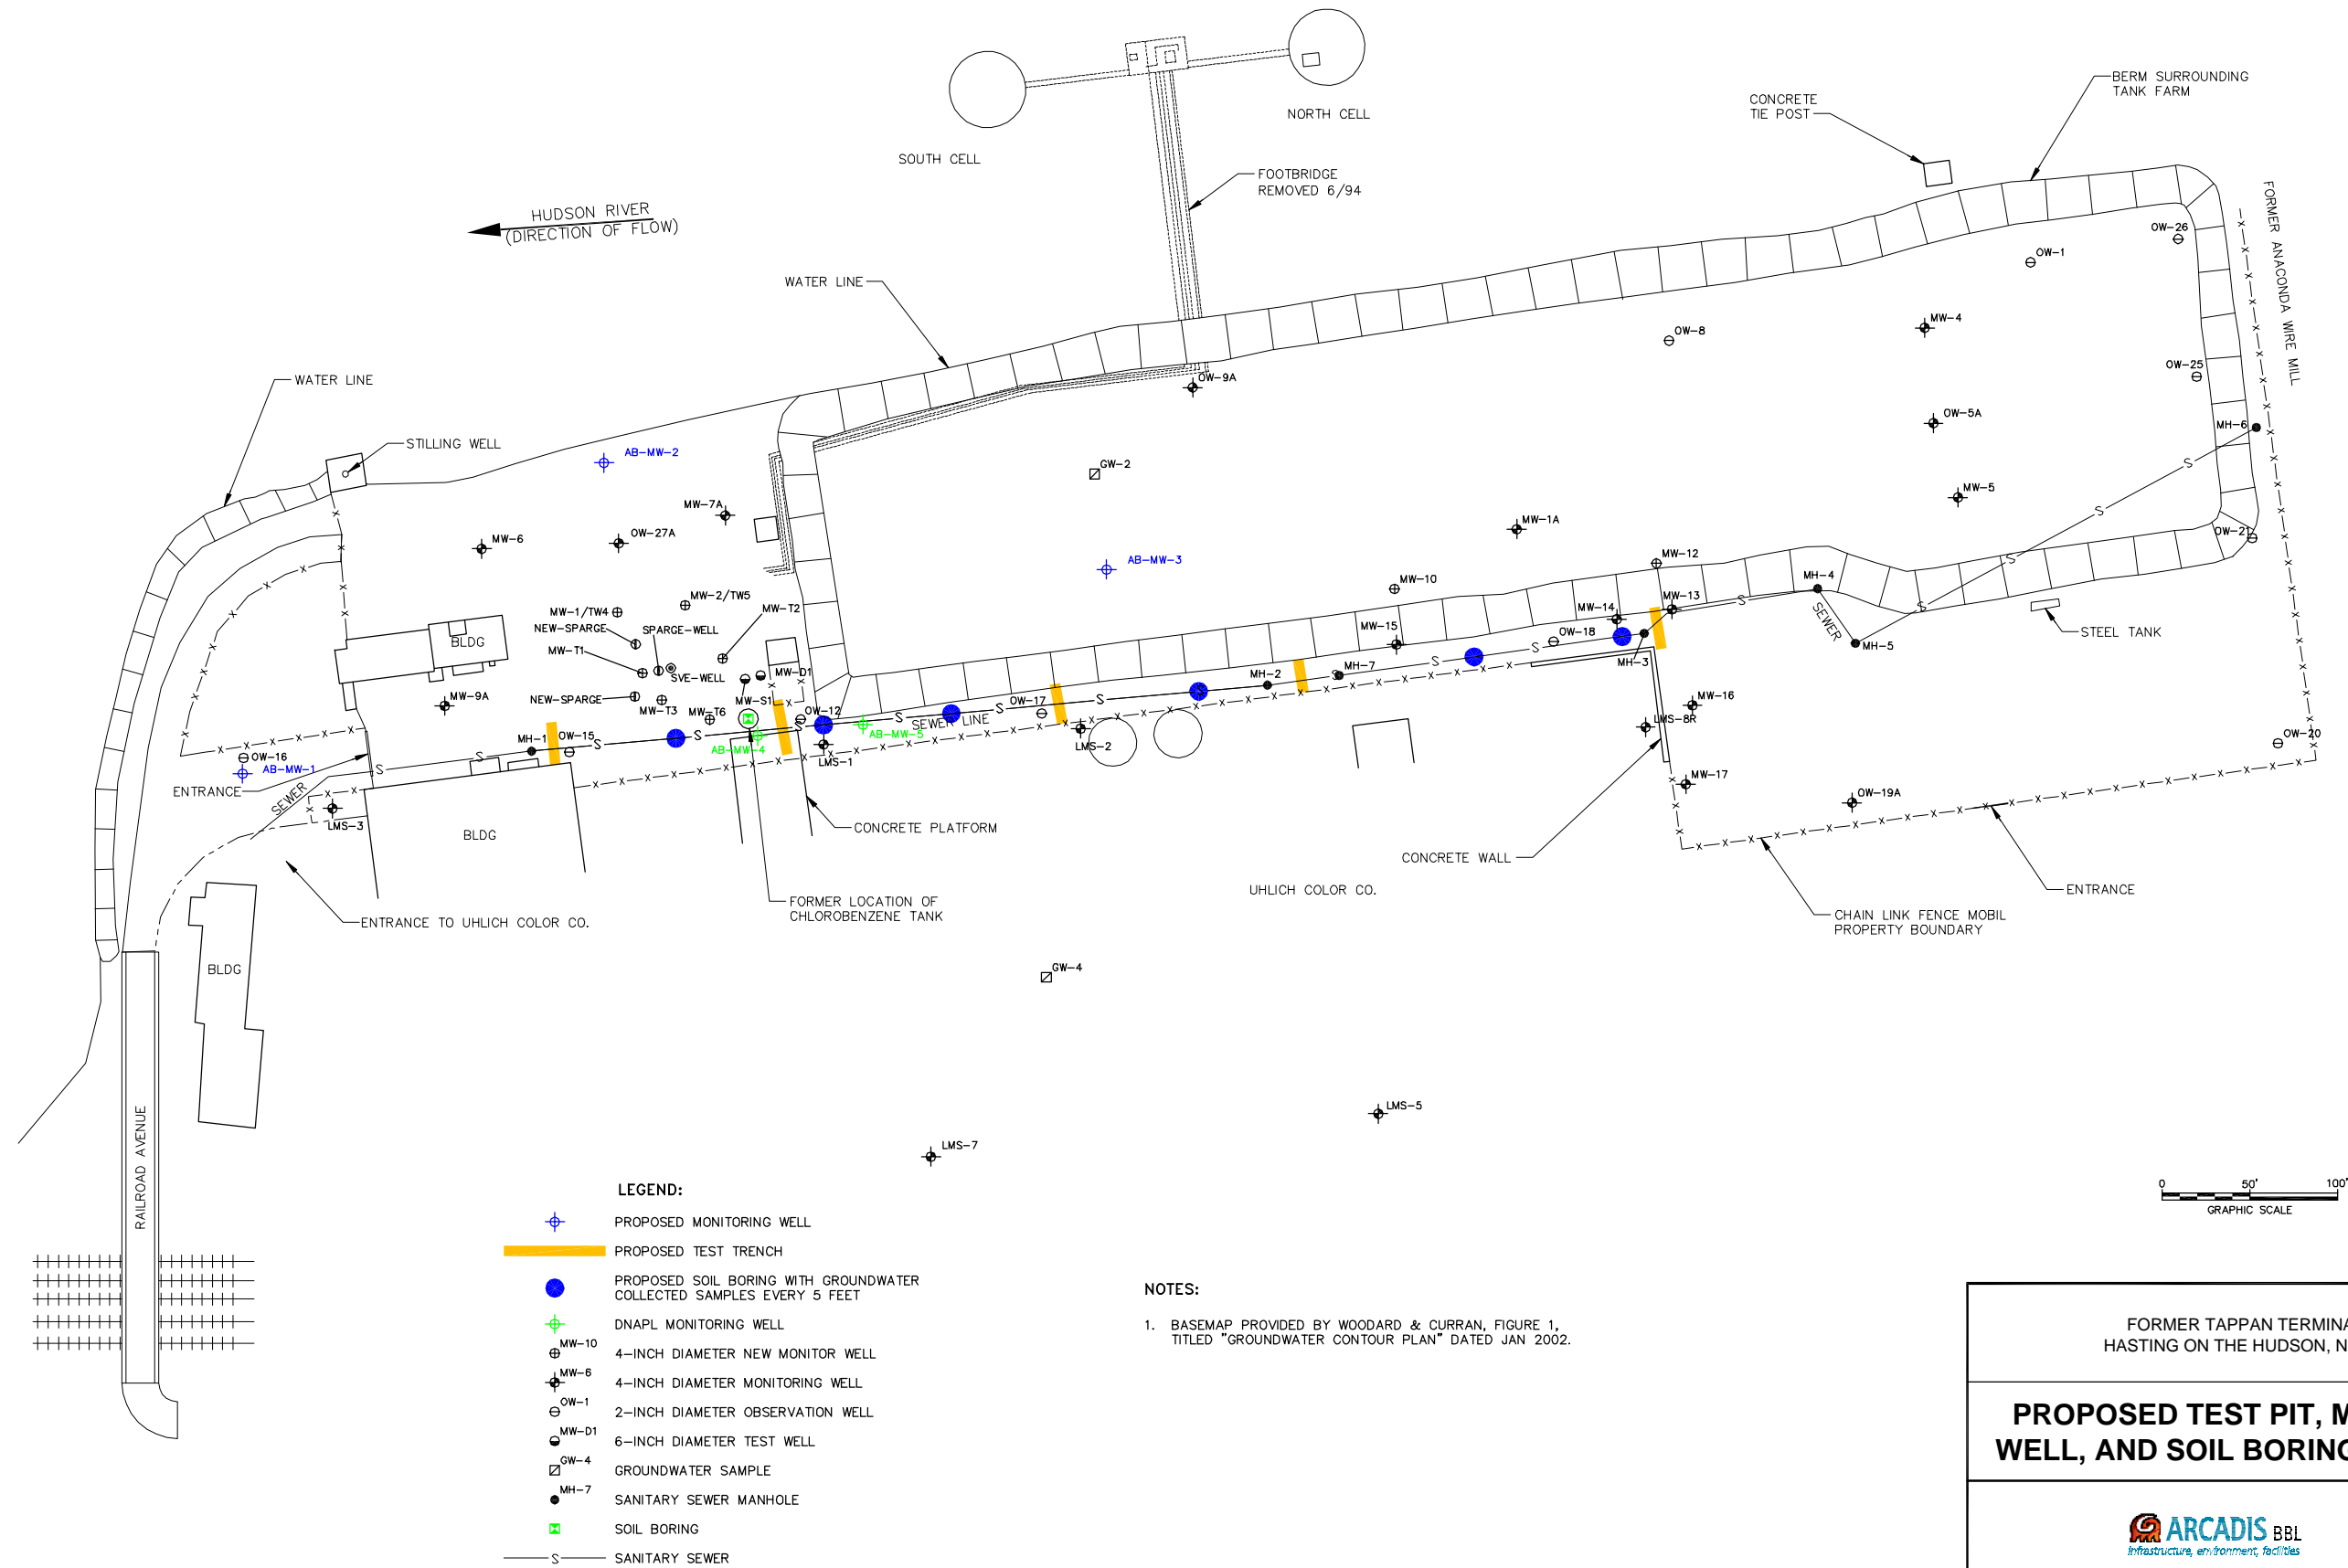 BERM SURROUNDING
TANK FARM
CONCRETE
TIE POST
NORTH CELL
SOUTH CELL
FOOTBRIDGE
REMOVED 6/94
HUDSON RIVER
(DIRECTION OF FLOW)
FORMER ANACONDA WIRE MILL
OW-26
OW-1
WATER LINE
MW-4
OW-8
OW-25
WATER LINE
OW-9A
OW-5A
MH-6
STILLING WELL
AB-MW-2
S
GW-2
MW-5
MW-7A
S
MW-1A
OW-21
OW-27A
MW-6
MW-12
AB-MW-3
S
MH-4
MW-10
MW-2/TW5
MW-T2
MW-1/TW4
MW-13
MW-14
S
S
NEW-SPARGE
SPARGE-WELL
SEWER
STEEL TANK
BLDG
MW-15
OW-18
MH-5
MW-T1
S
S
MH-3
MH-7
MH-2
SVE-WELL
MW-D1
NEW-SPARGE
MW-S1
MW-9A
MW-T3
MW-T6
OW-12
OW-17
S
S
S
MW-16
S
SEWER LINE
LMS-8R
AB-MW-5
AB-MW-4
S
S
S
MH-1
OW-15
S
S
LMS-2
OW-20
OW-16
AB-MW-1
S
LMS-1
MW-17
ENTRANCE
SEWER
OW-19A
LMS-3
BLDG
CONCRETE PLATFORM
CONCRETE WALL
UHLICH COLOR CO.
ENTRANCE
FORMER LOCATION OF
CHLOROBENZENE TANK
ENTRANCE TO UHLICH COLOR CO.
CHAIN LINK FENCE MOBIL
PROPERTY BOUNDARY
BLDG
GW-4
LMS-5
LMS-7
RAILROAD AVENUE
0 50' 100'
GRAPHIC SCALE
LEGEND:
PROPOSED MONITORING WELL
PROPOSED TEST TRENCH
PROPOSED SOIL BORING WITH GROUNDWATER
COLLECTED SAMPLES EVERY 5 FEET
DNAPL MONITORING WELL
MW-10 4-INCH DIAMETER NEW MONITOR WELL
MW-6 4-INCH DIAMETER MONITORING WELL
OW-1 2-INCH DIAMETER OBSERVATION WELL
MW-D1 6-INCH DIAMETER TEST WELL
GW-4 GROUNDWATER SAMPLE
MH-7 SANITARY SEWER MANHOLE
SOIL BORING
S SANITARY SEWER
NOTES:
1. BASEMAP PROVIDED BY WOODARD & CURRAN, FIGURE 1,
TITLED "GROUNDWATER CONTOUR PLAN" DATED JAN 2002.
FORMER TAPPAN TERMINA
HASTING ON THE HUDSON, N
PROPOSED TEST PIT, M
WELL, AND SOIL BORING
ARCADIS BBL
Infrastructure, environment, facilities